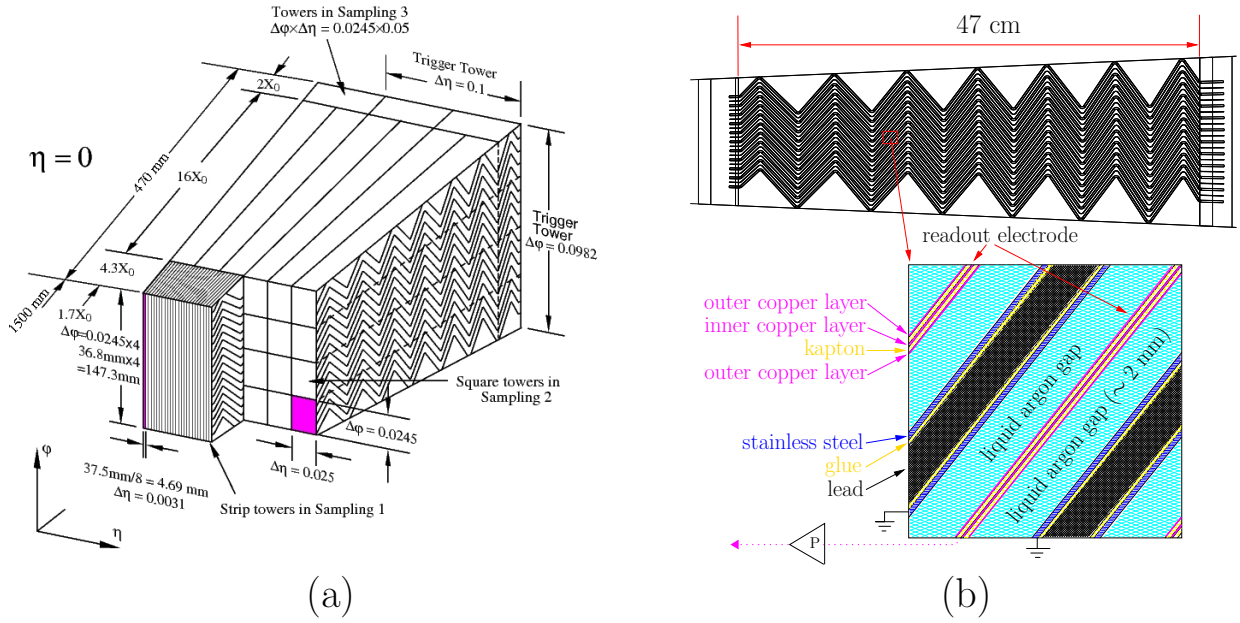 Towers in Sampling 3
Δφ×Δη = 0.0245×0.05
Trigger
Tower
Δη = 0.1
2X₀
η = 0
470 mm
16X₀
Trigger
Tower
Δφ = 0.0982
4.3X₀
1500 mm
1.7X₀
Δφ=0.0245x4
36.8mmx4
=147.3mm
Square towers in
Sampling 2
Δφ = 0.0245
Δη = 0.025
φ
37.5mm/8 = 4.69 mm
Δη = 0.0031
Strip towers in Sampling 1
η
(a)
47 cm
readout electrode
outer copper layer
inner copper layer
kapton
outer copper layer
stainless steel
glue
lead
liquid argon gap
liquid argon gap (~ 2 mm)
P
(b)